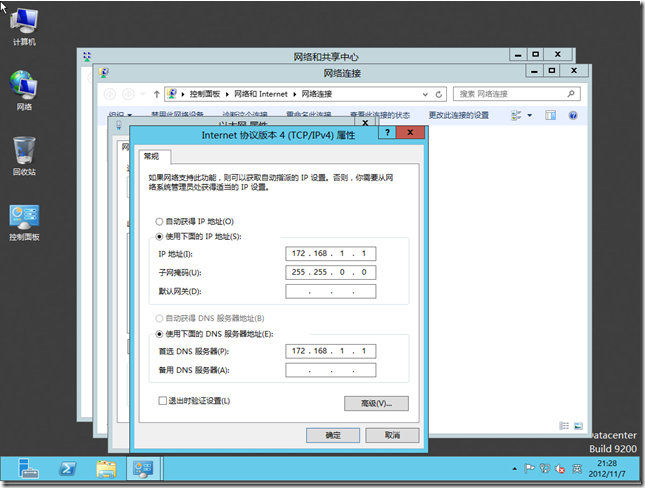 计算机
网络
回收站
控制面板
网络和共享中心
网络连接
控制面板 网络和 Internet 网络连接
搜索 网络连接
组织 禁用此网络设备 诊断这个连接 重命名此连接 查看此连接的状态 更改此连接的设置
以太网 属性
Internet 协议版本 4 (TCP/IPv4) 属性
常规
如果网络支持此功能，则可以获取自动指派的 IP 设置。否则，你需要从网
络系统管理员处获得适当的 IP 设置。
自动获得 IP 地址(O)
使用下面的 IP 地址(S):
IP 地址(I): 172 . 168 . 1 . 1
子网掩码(U): 255 . 255 . 0 . 0
默认网关(D): . . .
自动获得 DNS 服务器地址(B)
使用下面的 DNS 服务器地址(E):
首选 DNS 服务器(P): 172 . 168 . 1 . 1
备用 DNS 服务器(A): . . .
退出时验证设置(L)
高级(V)...
确定 取消
Datacenter
Build 9200
英
21:28
2012/11/7